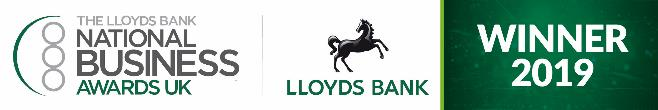 THE LLOYDS BANK
NATIONAL
BUSINESS
AWARDS UK
LLOYDS BANK
WINNER
2019